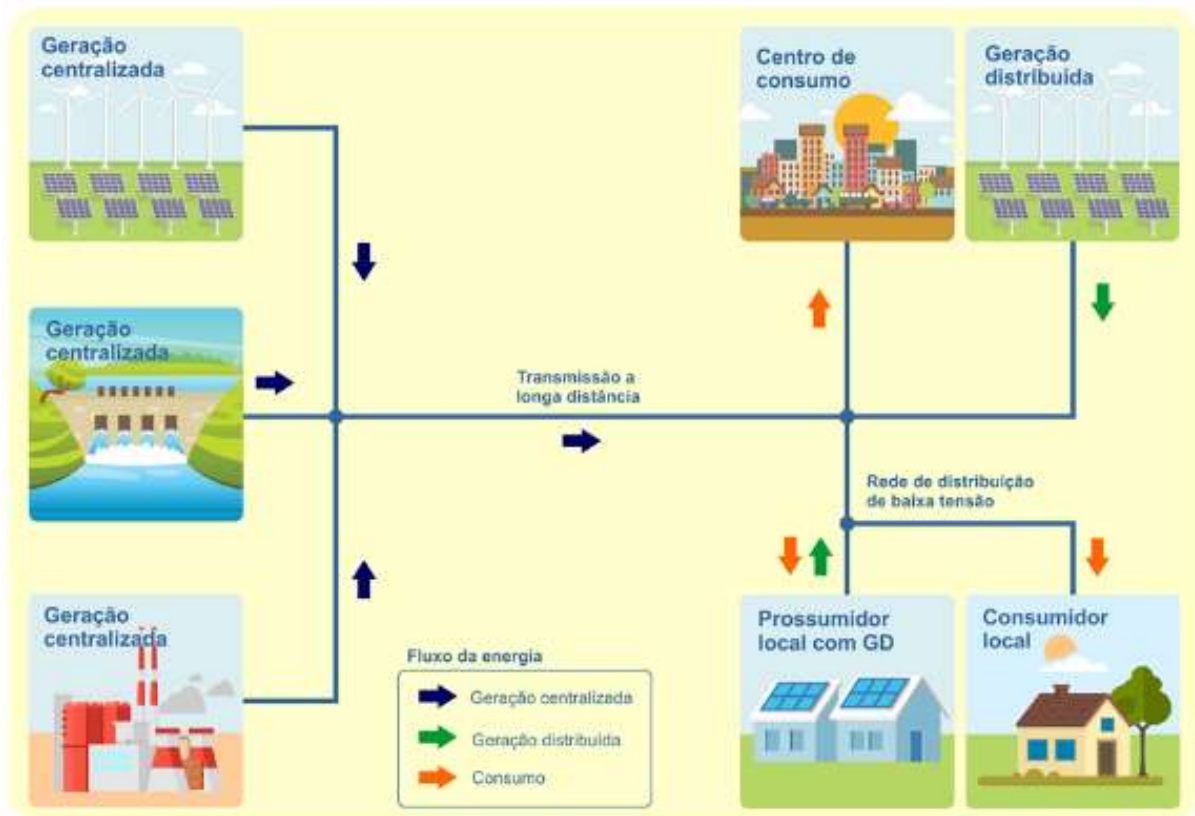 Geração
centralizada
Centro de
consumo
Geração
distribuída
Geração
centralizada
Transmissão a
longa distância
Rede de distribuição
de baixa tensão
Geração
centralizada
Prossumidor
local com GD
Consumidor
local
Fluxo da energia
Geração centralizada
Geração distribuída
Consumo